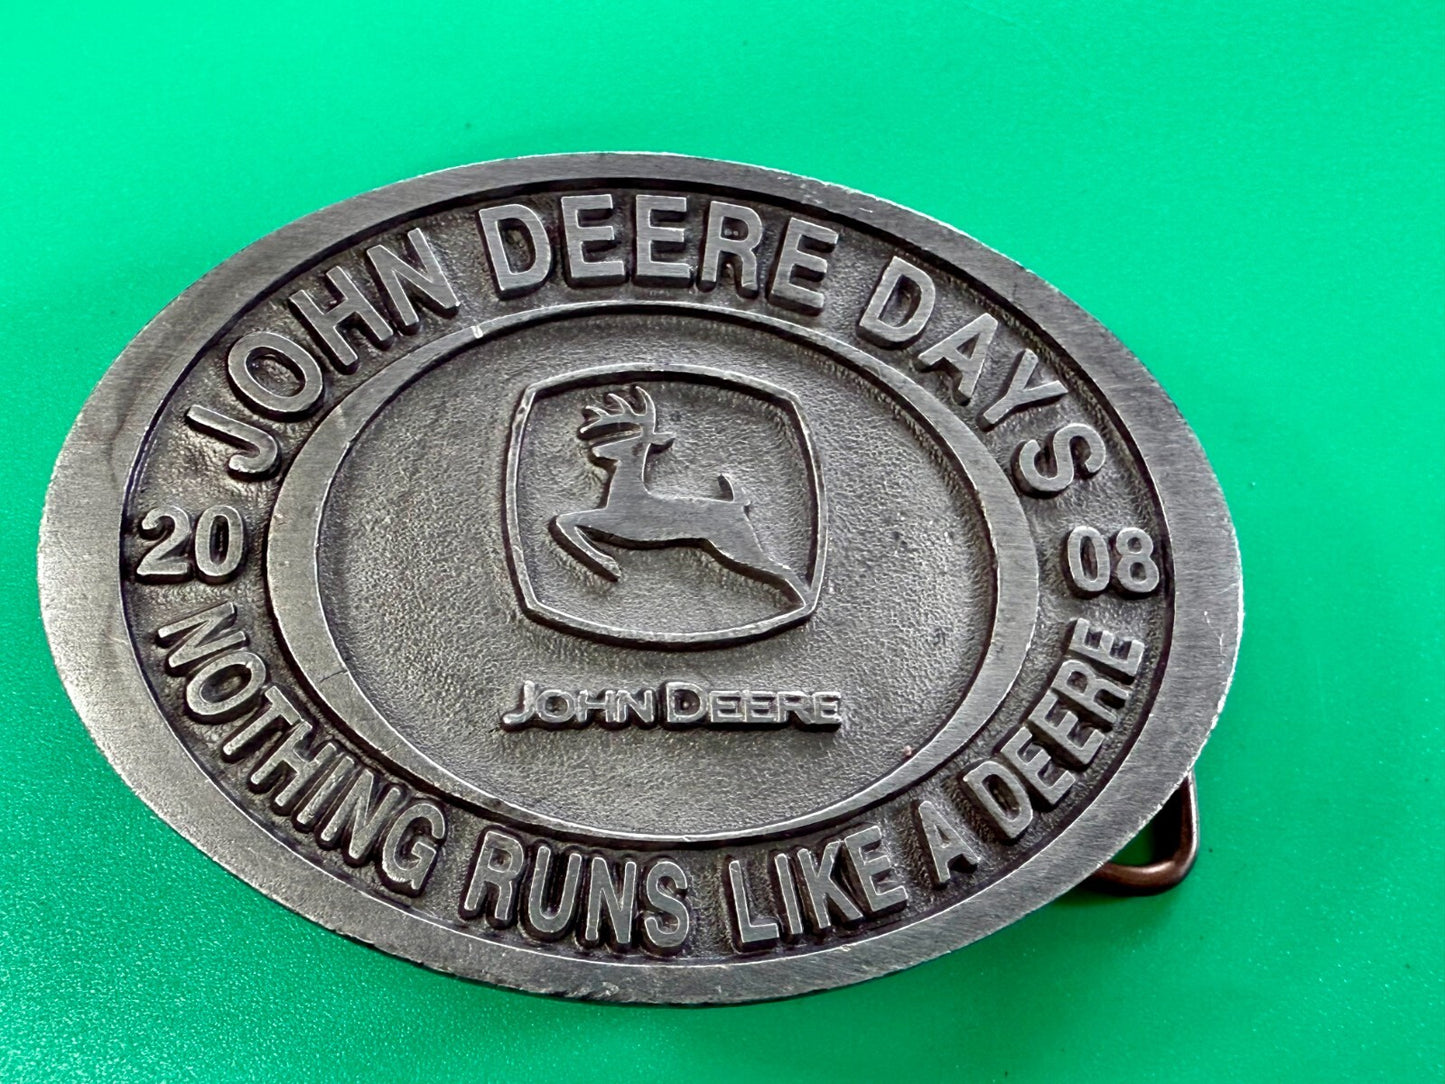 JOHN DEERE DAYS
20 08
JOHN DEERE
NOTHING RUNS LIKE A DEERE